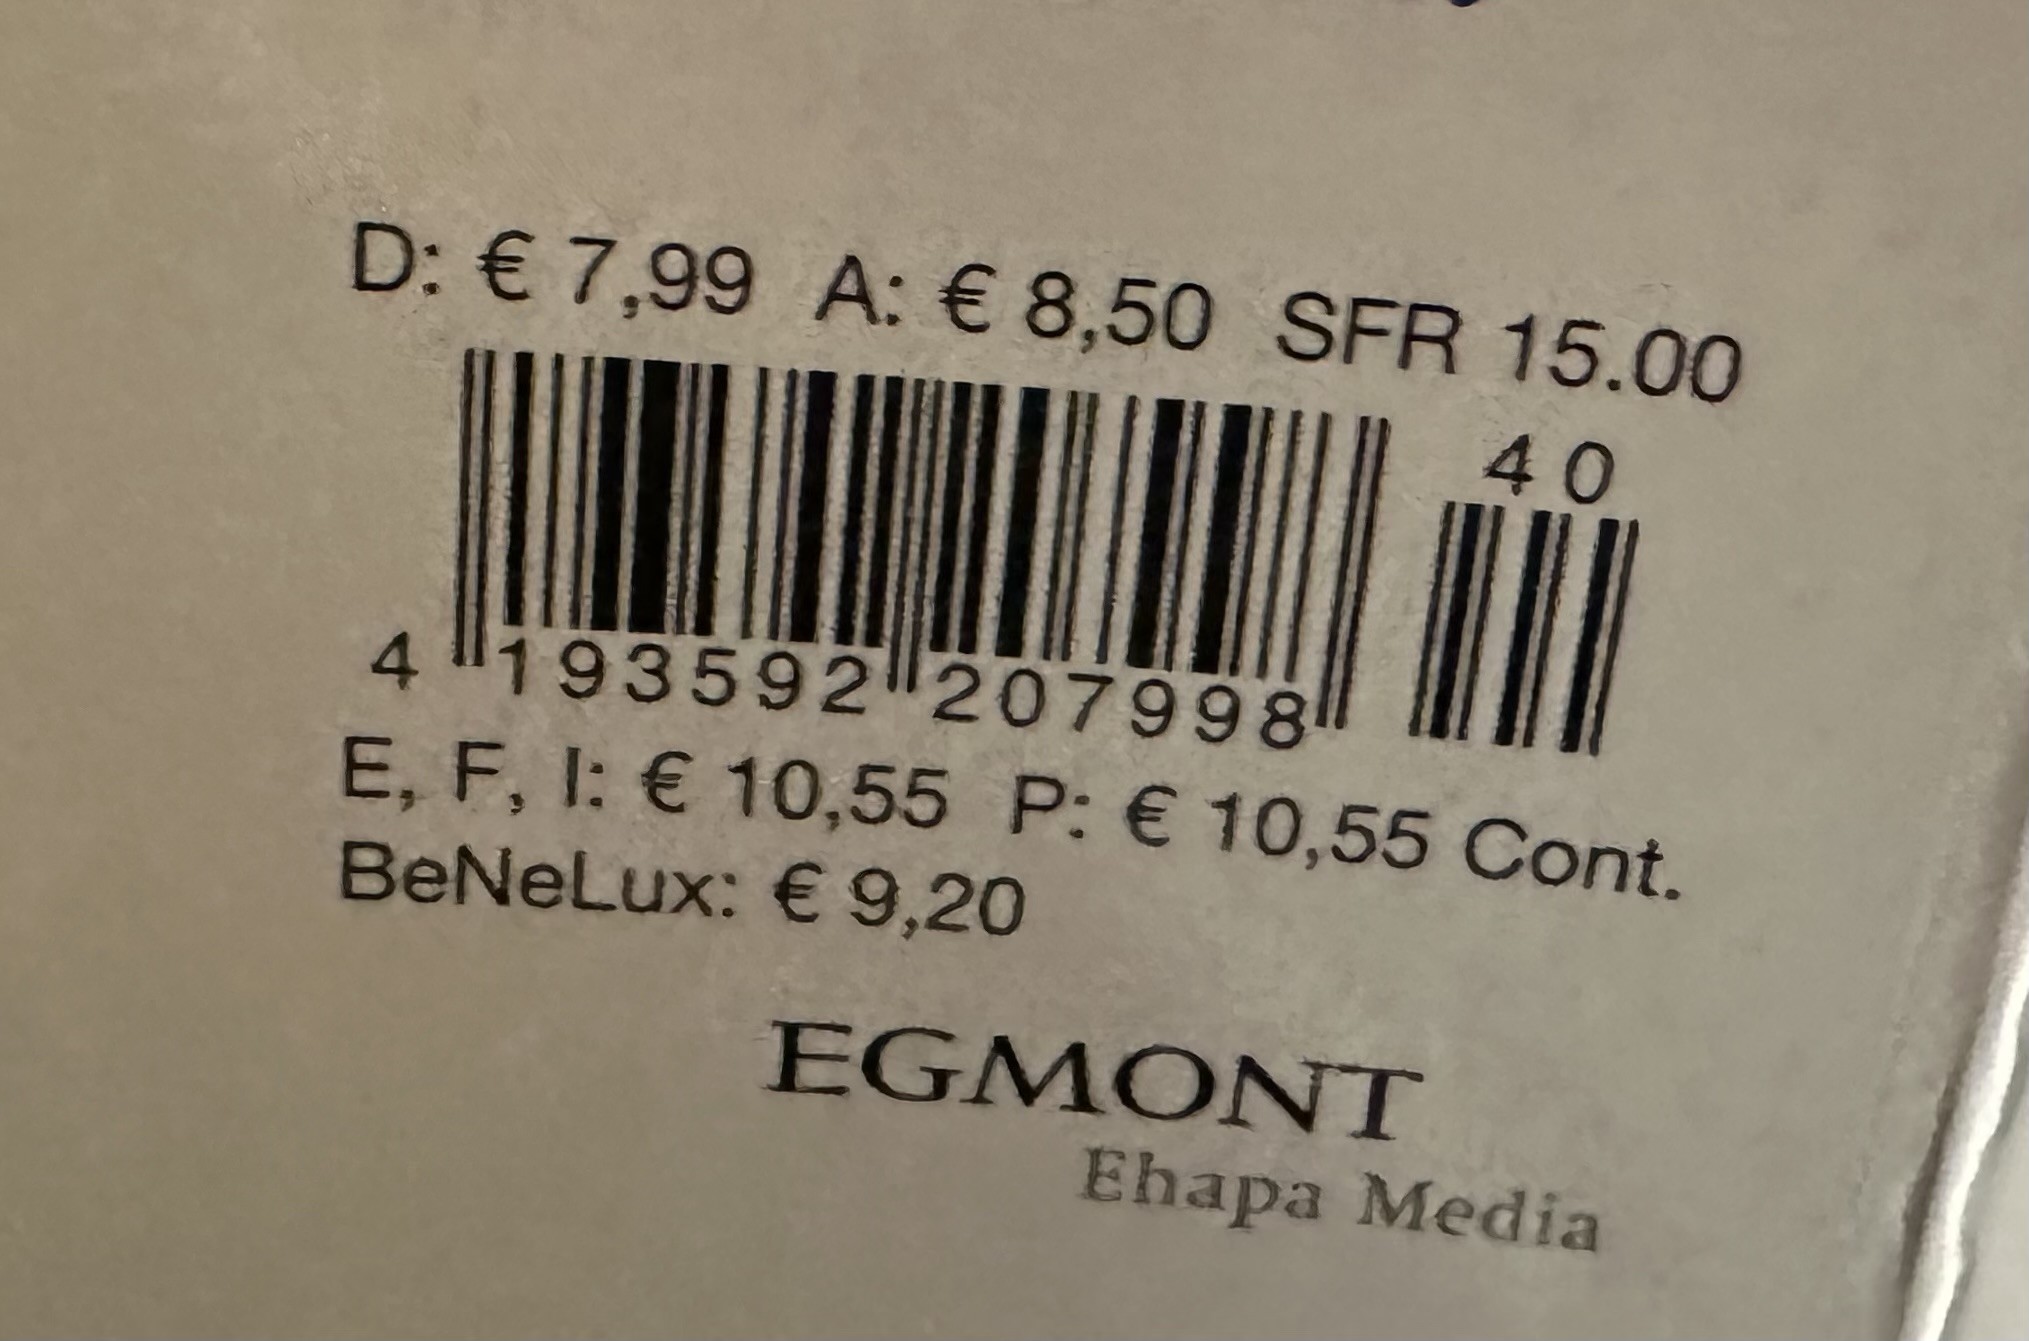 D: € 7,99 A: € 8,50 SFR 15.00
40
4 193592 207998
E, F, I: € 10,55 P: € 10,55 Cont.
BeNeLux: € 9,20
EGMONT
Ehapa Media